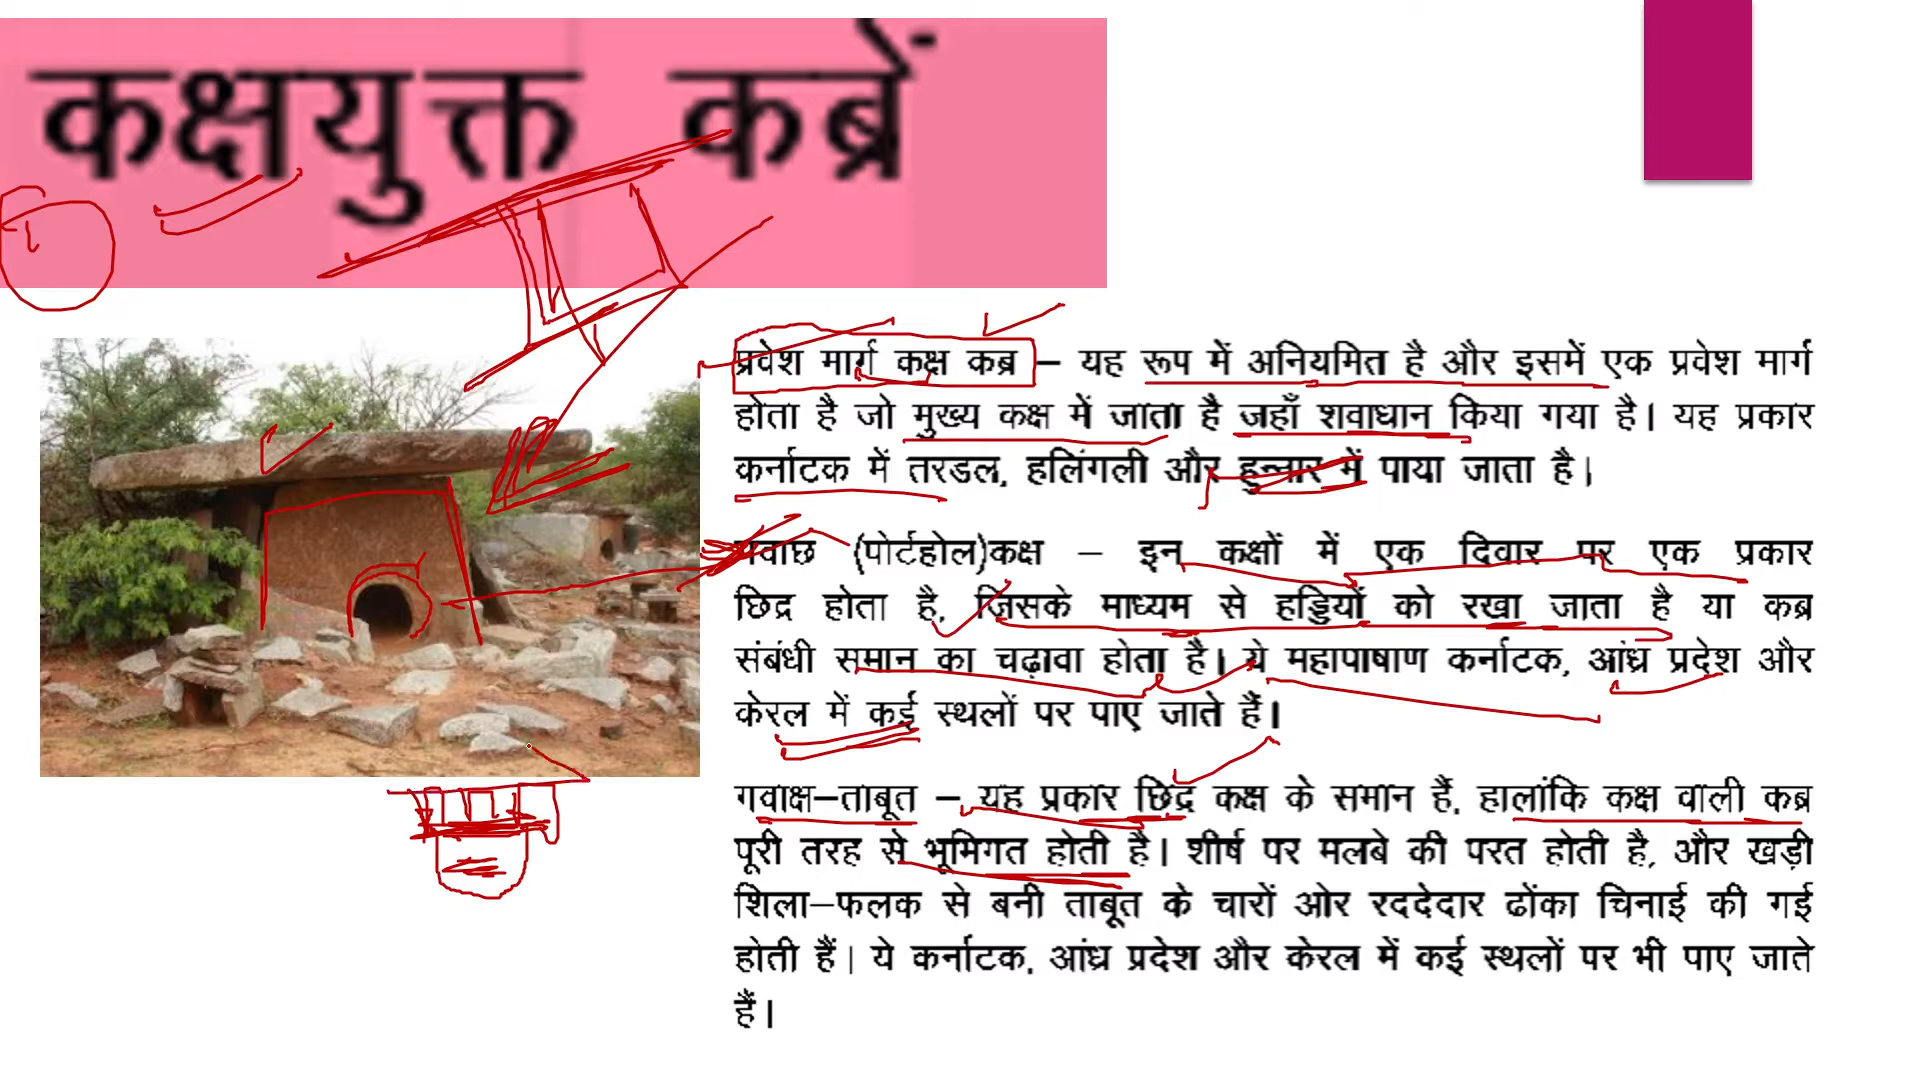 कक्षयुक्त कब्रें
प्रवेश मार्ग कक्ष कब्र – यह रूप में अनियमित है और इसमें एक प्रवेश मार्ग
होता है जो मुख्य कक्ष में जाता है जहाँ शवाधान किया गया है। यह प्रकार
कर्नाटक में तरडल, हलिंगली और हुन्नार में पाया जाता है।
गवाछ (पोर्टहोल)कक्ष – इन कक्षों में एक दिवार पर एक प्रकार
छिद्र होता है, जिसके माध्यम से हड्डियों को रखा जाता है या कब्र
संबंधी समान का चढ़ावा होता है। ये महापाषाण कर्नाटक, आंध्र प्रदेश और
केरल में कई स्थलों पर पाए जाते हैं।
गवाक्ष–ताबूत – यह प्रकार छिद्र कक्ष के समान हैं, हालांकि कक्ष वाली कब्र
पूरी तरह से भूमिगत होती है। शीर्ष पर मलबे की परत होती है, और खड़ी
शिला–फलक से बनी ताबूत के चारों ओर रददेदार ढोंका चिनाई की गई
होती हैं। ये कर्नाटक, आंध्र प्रदेश और केरल में कई स्थलों पर भी पाए जाते
हैं।